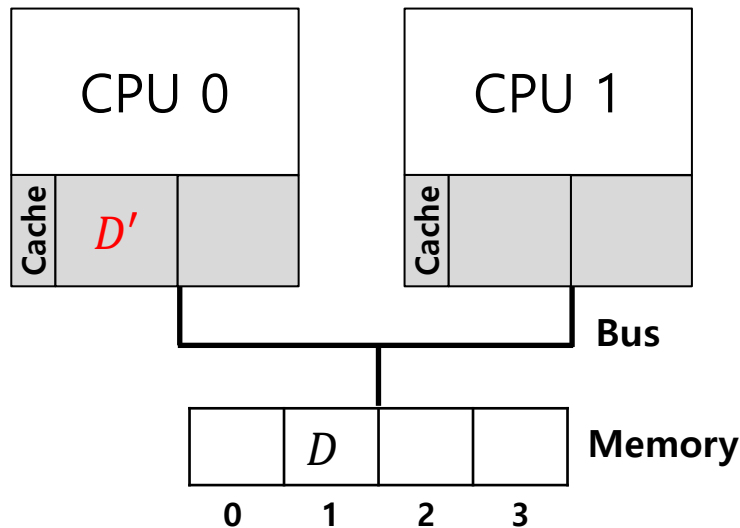 CPU 0
CPU 1
Cache
D′
Cache
Bus
D
Memory
0 1 2 3